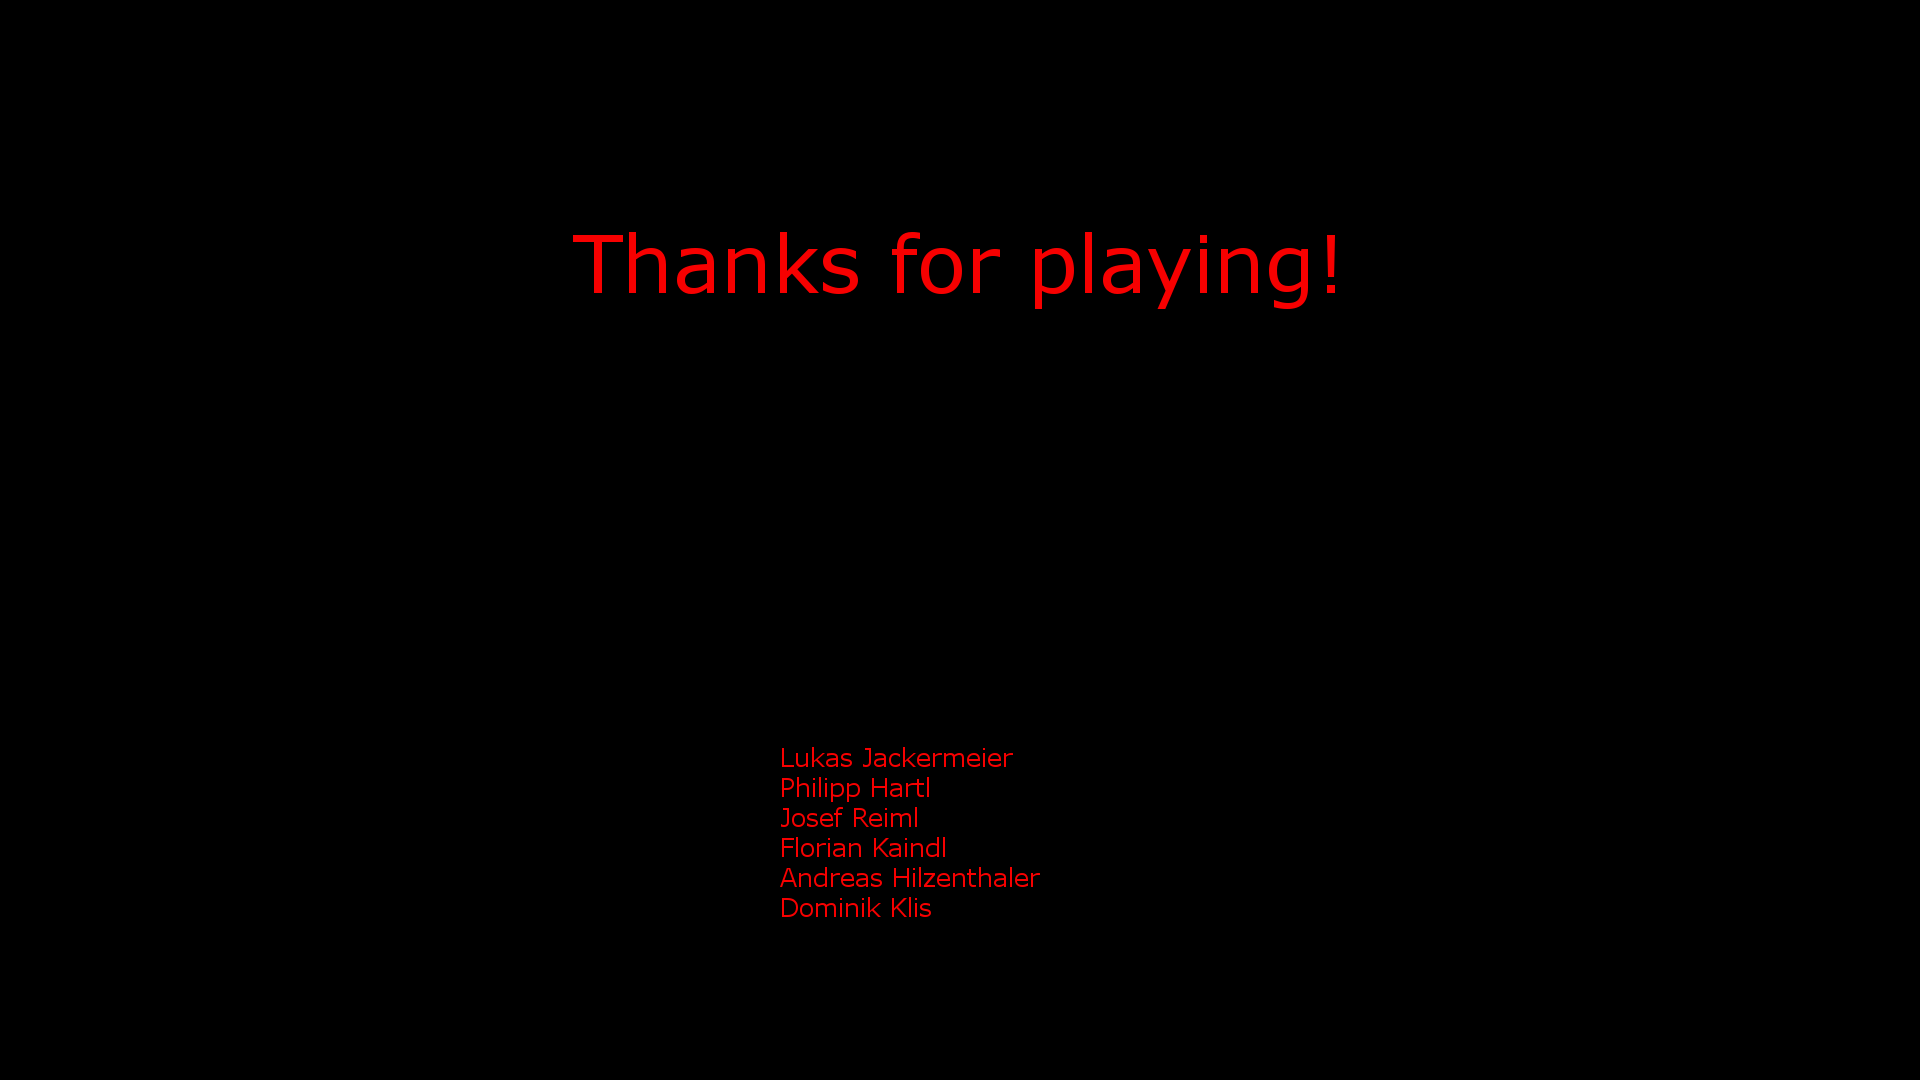 Thanks for playing!
Lukas Jackermeier
Philipp Hartl
Josef Reiml
Florian Kaindl
Andreas Hilzenthaler
Dominik Klis